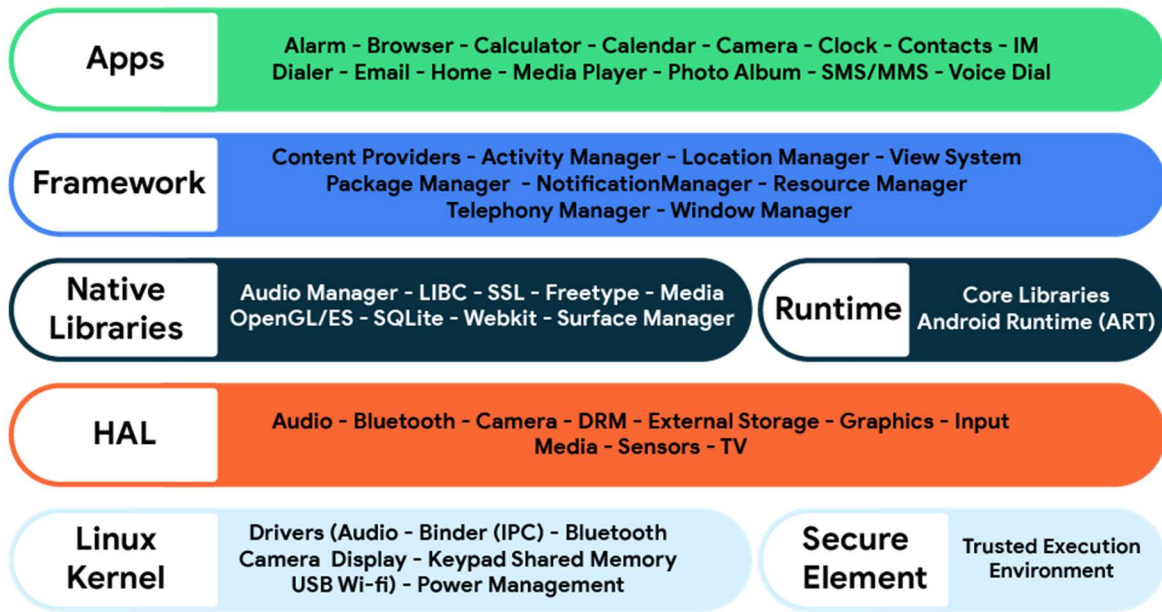 Apps
Alarm - Browser - Calculator - Calendar - Camera - Clock - Contacts - IM
Dialer - Email - Home - Media Player - Photo Album - SMS/MMS - Voice Dial
Framework
Content Providers - Activity Manager - Location Manager - View System
Package Manager - NotificationManager - Resource Manager
Telephony Manager - Window Manager
Native
Libraries
Audio Manager - LIBC - SSL - Freetype - Media
OpenGL/ES - SQLite - Webkit - Surface Manager
Runtime
Core Libraries
Android Runtime (ART)
HAL
Audio - Bluetooth - Camera - DRM - External Storage - Graphics - Input
Media - Sensors - TV
Linux
Kernel
Drivers (Audio - Binder (IPC) - Bluetooth
Camera Display - Keypad Shared Memory
USB Wi-fi) - Power Management
Secure
Element
Trusted Execution
Environment